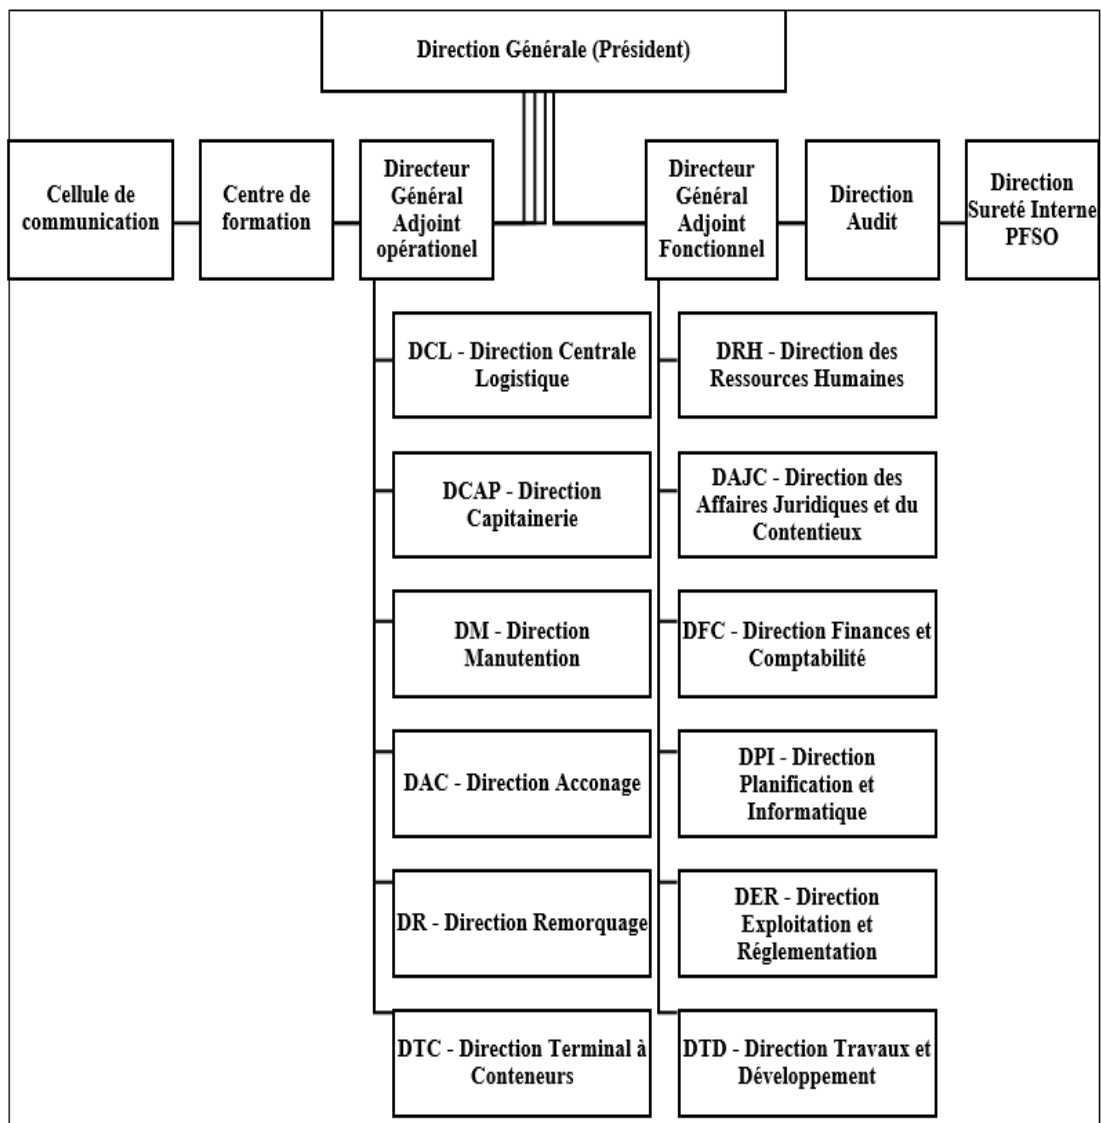 Direction Générale (Président)
Cellule de
communication
Centre de
formation
Directeur
Général
Adjoint
opérationel
Directeur
Général
Adjoint
Fonctionnel
Direction
Audit
Direction
Sureté Interne
PFSO
DCL - Direction Centrale
Logistique
DRH - Direction des
Ressources Humaines
DCAP - Direction
Capitainerie
DAJC - Direction des
Affaires Juridiques et du
Contentieux
DM - Direction
Manutention
DFC - Direction Finances et
Comptabilité
DAC - Direction Acconage
DPI - Direction
Planification et
Informatique
DR - Direction Remorquage
DER - Direction
Exploitation et
Réglementation
DTC - Direction Terminal à
Conteneurs
DTD - Direction Travaux et
Développement